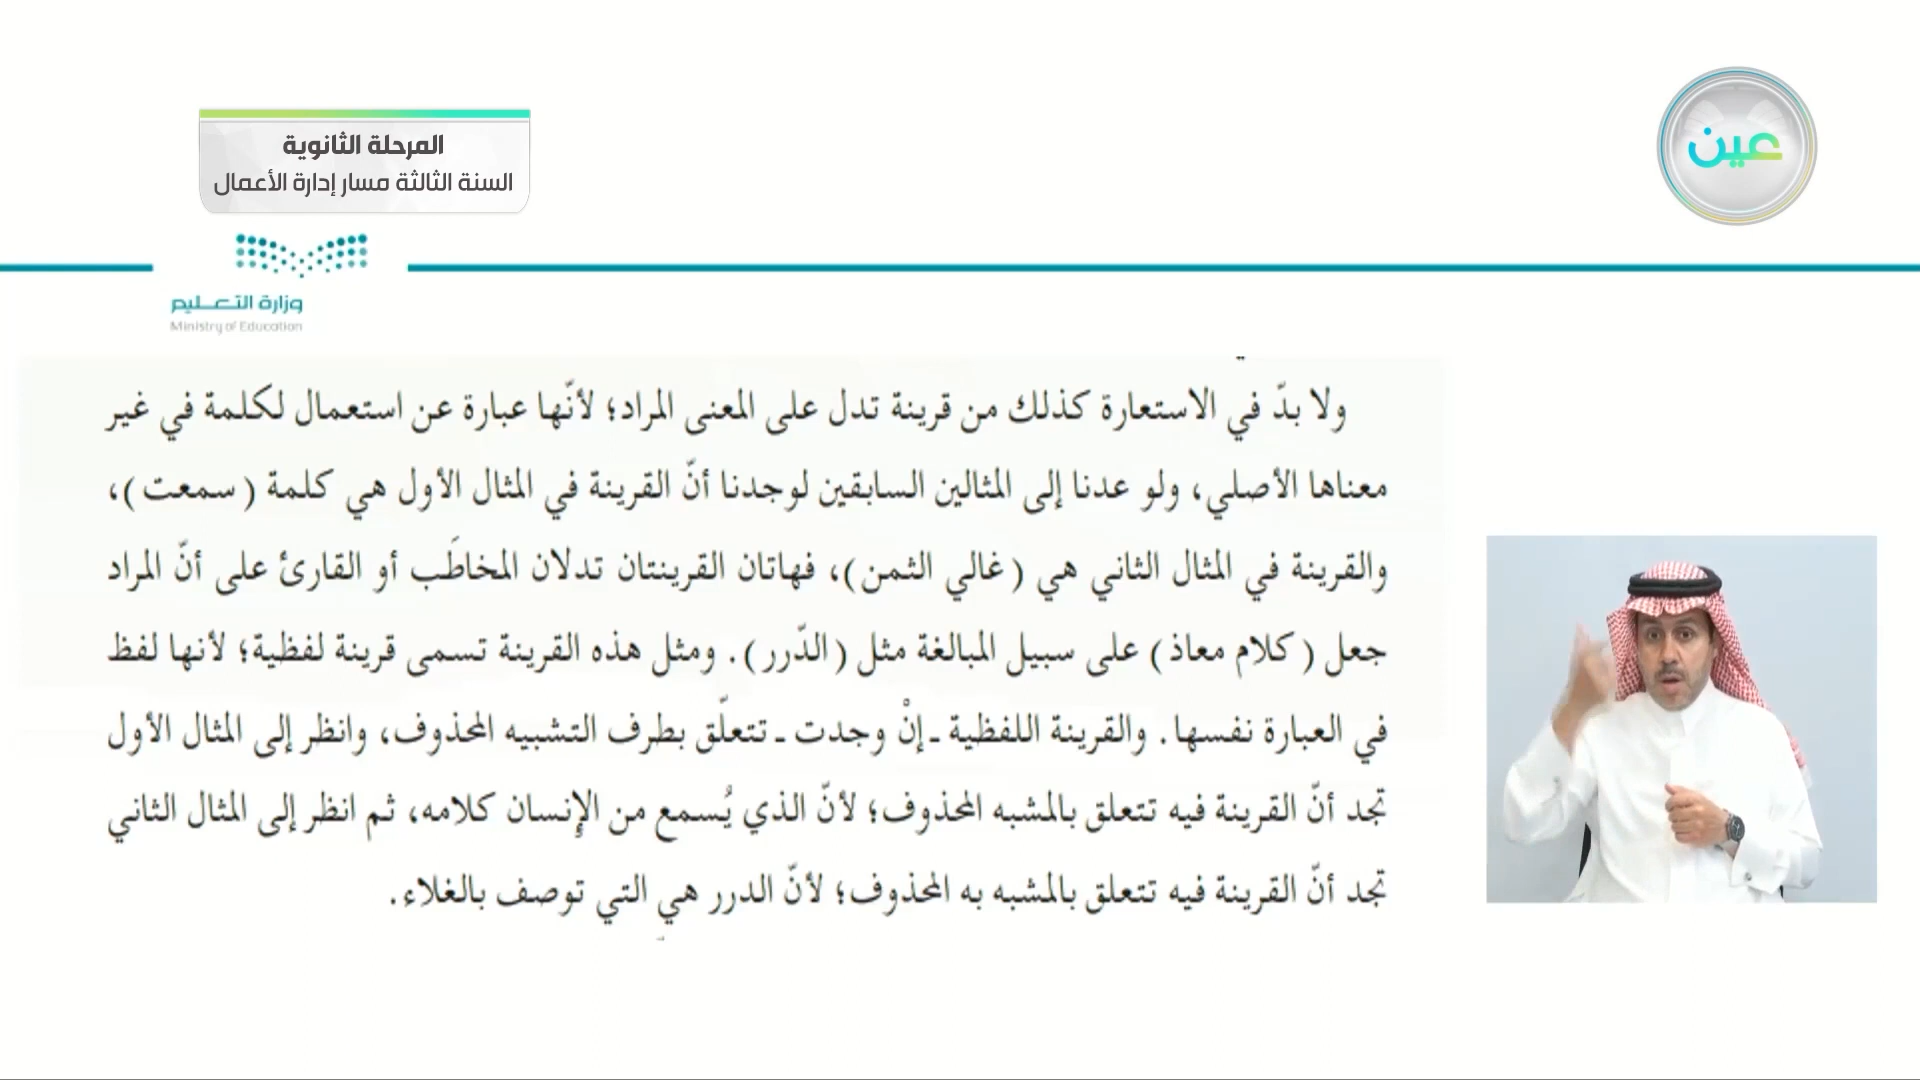 عين
المرحلة الثانوية
السنة الثالثة مسار إدارة الأعمال
وزارة التعليم
Ministry of Education
ولا بدّ في الاستعارة كذلك من قرينة تدل على المعنى المراد؛ لأنّها عبارة عن استعمال لكلمة في غير
معناها الأصلي، ولو عدنا إلى المثالين السابقين لوجدنا أنّ القرينة في المثال الأول هي كلمة (سمعت)،
والقرينة في المثال الثاني هي (غالي الثمن)، فهاتان القرينتان تدلان المخاطَب أو القارئ على أنّ المراد
جعل (كلام معاذ) على سبيل المبالغة مثل (الدّرر). ومثل هذه القرينة تسمى قرينة لفظية؛ لأنها لفظ
في العبارة نفسها. والقرينة اللفظية ـ إنْ وجدت ـ تتعلّق بطرف التشبيه المحذوف، وانظر إلى المثال الأول
تجد أنّ القرينة فيه تتعلق بالمشبه المحذوف؛ لأنّ الذي يُسمع من الإِنسان كلامه، ثم انظر إلى المثال الثاني
تجد أنّ القرينة فيه تتعلق بالمشبه به المحذوف؛ لأنّ الدرر هي التي توصف بالغلاء.